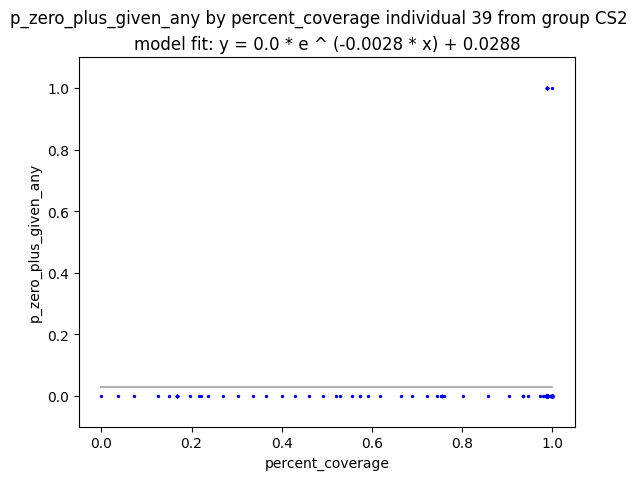 p_zero_plus_given_any by percent_coverage individual 39 from group CS2
model fit: y = 0.0 * e ^ (-0.0028 * x) + 0.0288
1.0
0.8
0.6
0.4
0.2
0.0
p_zero_plus_given_any
0.0 0.2 0.4 0.6 0.8 1.0
percent_coverage